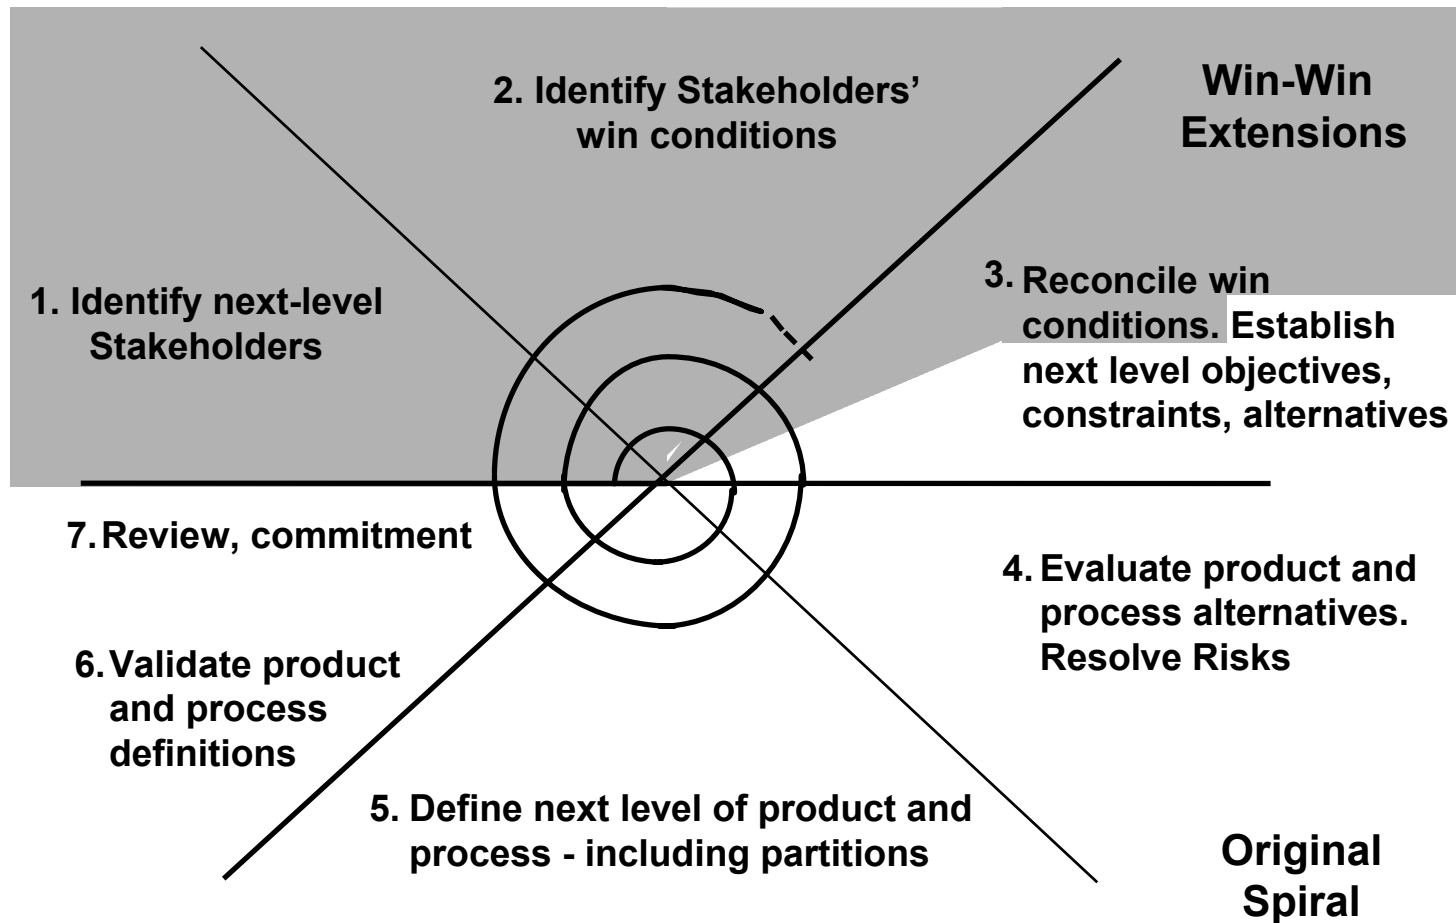 2. Identify Stakeholders’
win conditions
Win-Win
Extensions
1. Identify next-level
Stakeholders
3. Reconcile win
conditions. Establish
next level objectives,
constraints, alternatives
7. Review, commitment
4. Evaluate product and
process alternatives.
Resolve Risks
6. Validate product
and process
definitions
5. Define next level of product and
process - including partitions
Original
Spiral